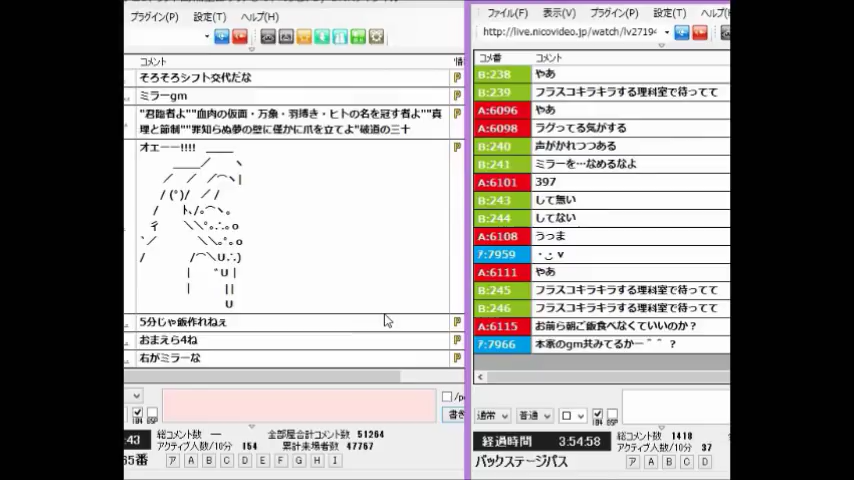 プラグイン(P) 設定(T) ヘルプ(H)
コメント
そろそろシフト交代だな
ミラーgm
"君臨者よ""血肉の仮面・万象・羽搏き・ヒトの名を冠す者よ""真
理と節制""罪知らぬ夢の壁に僅かに爪を立てよ"破道の三十
オエーー!!!!
5分じゃ飯作れねぇ
おまえら4ね
右がミラーな
184
総コメント数 ー
全部屋合計コメント数 51264
アクティブ人数/10分 154
累計来場者数 47767
:43
65番
ア A B C D E F G H I
ファイル(F) 表示(V) プラグイン(P) 設定(T) ヘルプ(H
http://live.nicovideo.jp/watch/lv2719
コメ番 コメント
B:238 やあ
B:239 フラスコキラキラする理科室で待ってて
A:6096 やあ
A:6098 ラグってる気がする
B:240 声がかれつつある
B:241 ミラーを…なめるなよ
A:6101 397
B:243 して無い
B:244 してない
A:6108 うっま
ア:7959
A:6111 やあ
B:245 フラスコキラキラする理科室で待ってて
B:246 フラスコキラキラする理科室で待ってて
A:6115 お前ら朝ご飯食べなくていいのか?
ア:7966 本家のgm共みてるかー＾＾？
通常 普通 □ 184
経過時間 3:54:58
総コメント数 1418
アクティブ人数/10分 37
バックステージパス
ア A B C D